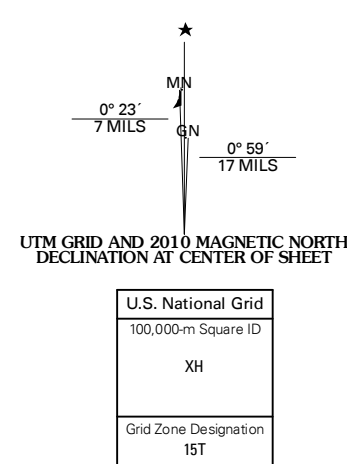 MN
0° 23´
7 MILS
GN
0° 59´
17 MILS
UTM GRID AND 2010 MAGNETIC NORTH
DECLINATION AT CENTER OF SHEET
U.S. National Grid
100,000-m Square ID
XH
Grid Zone Designation
15T